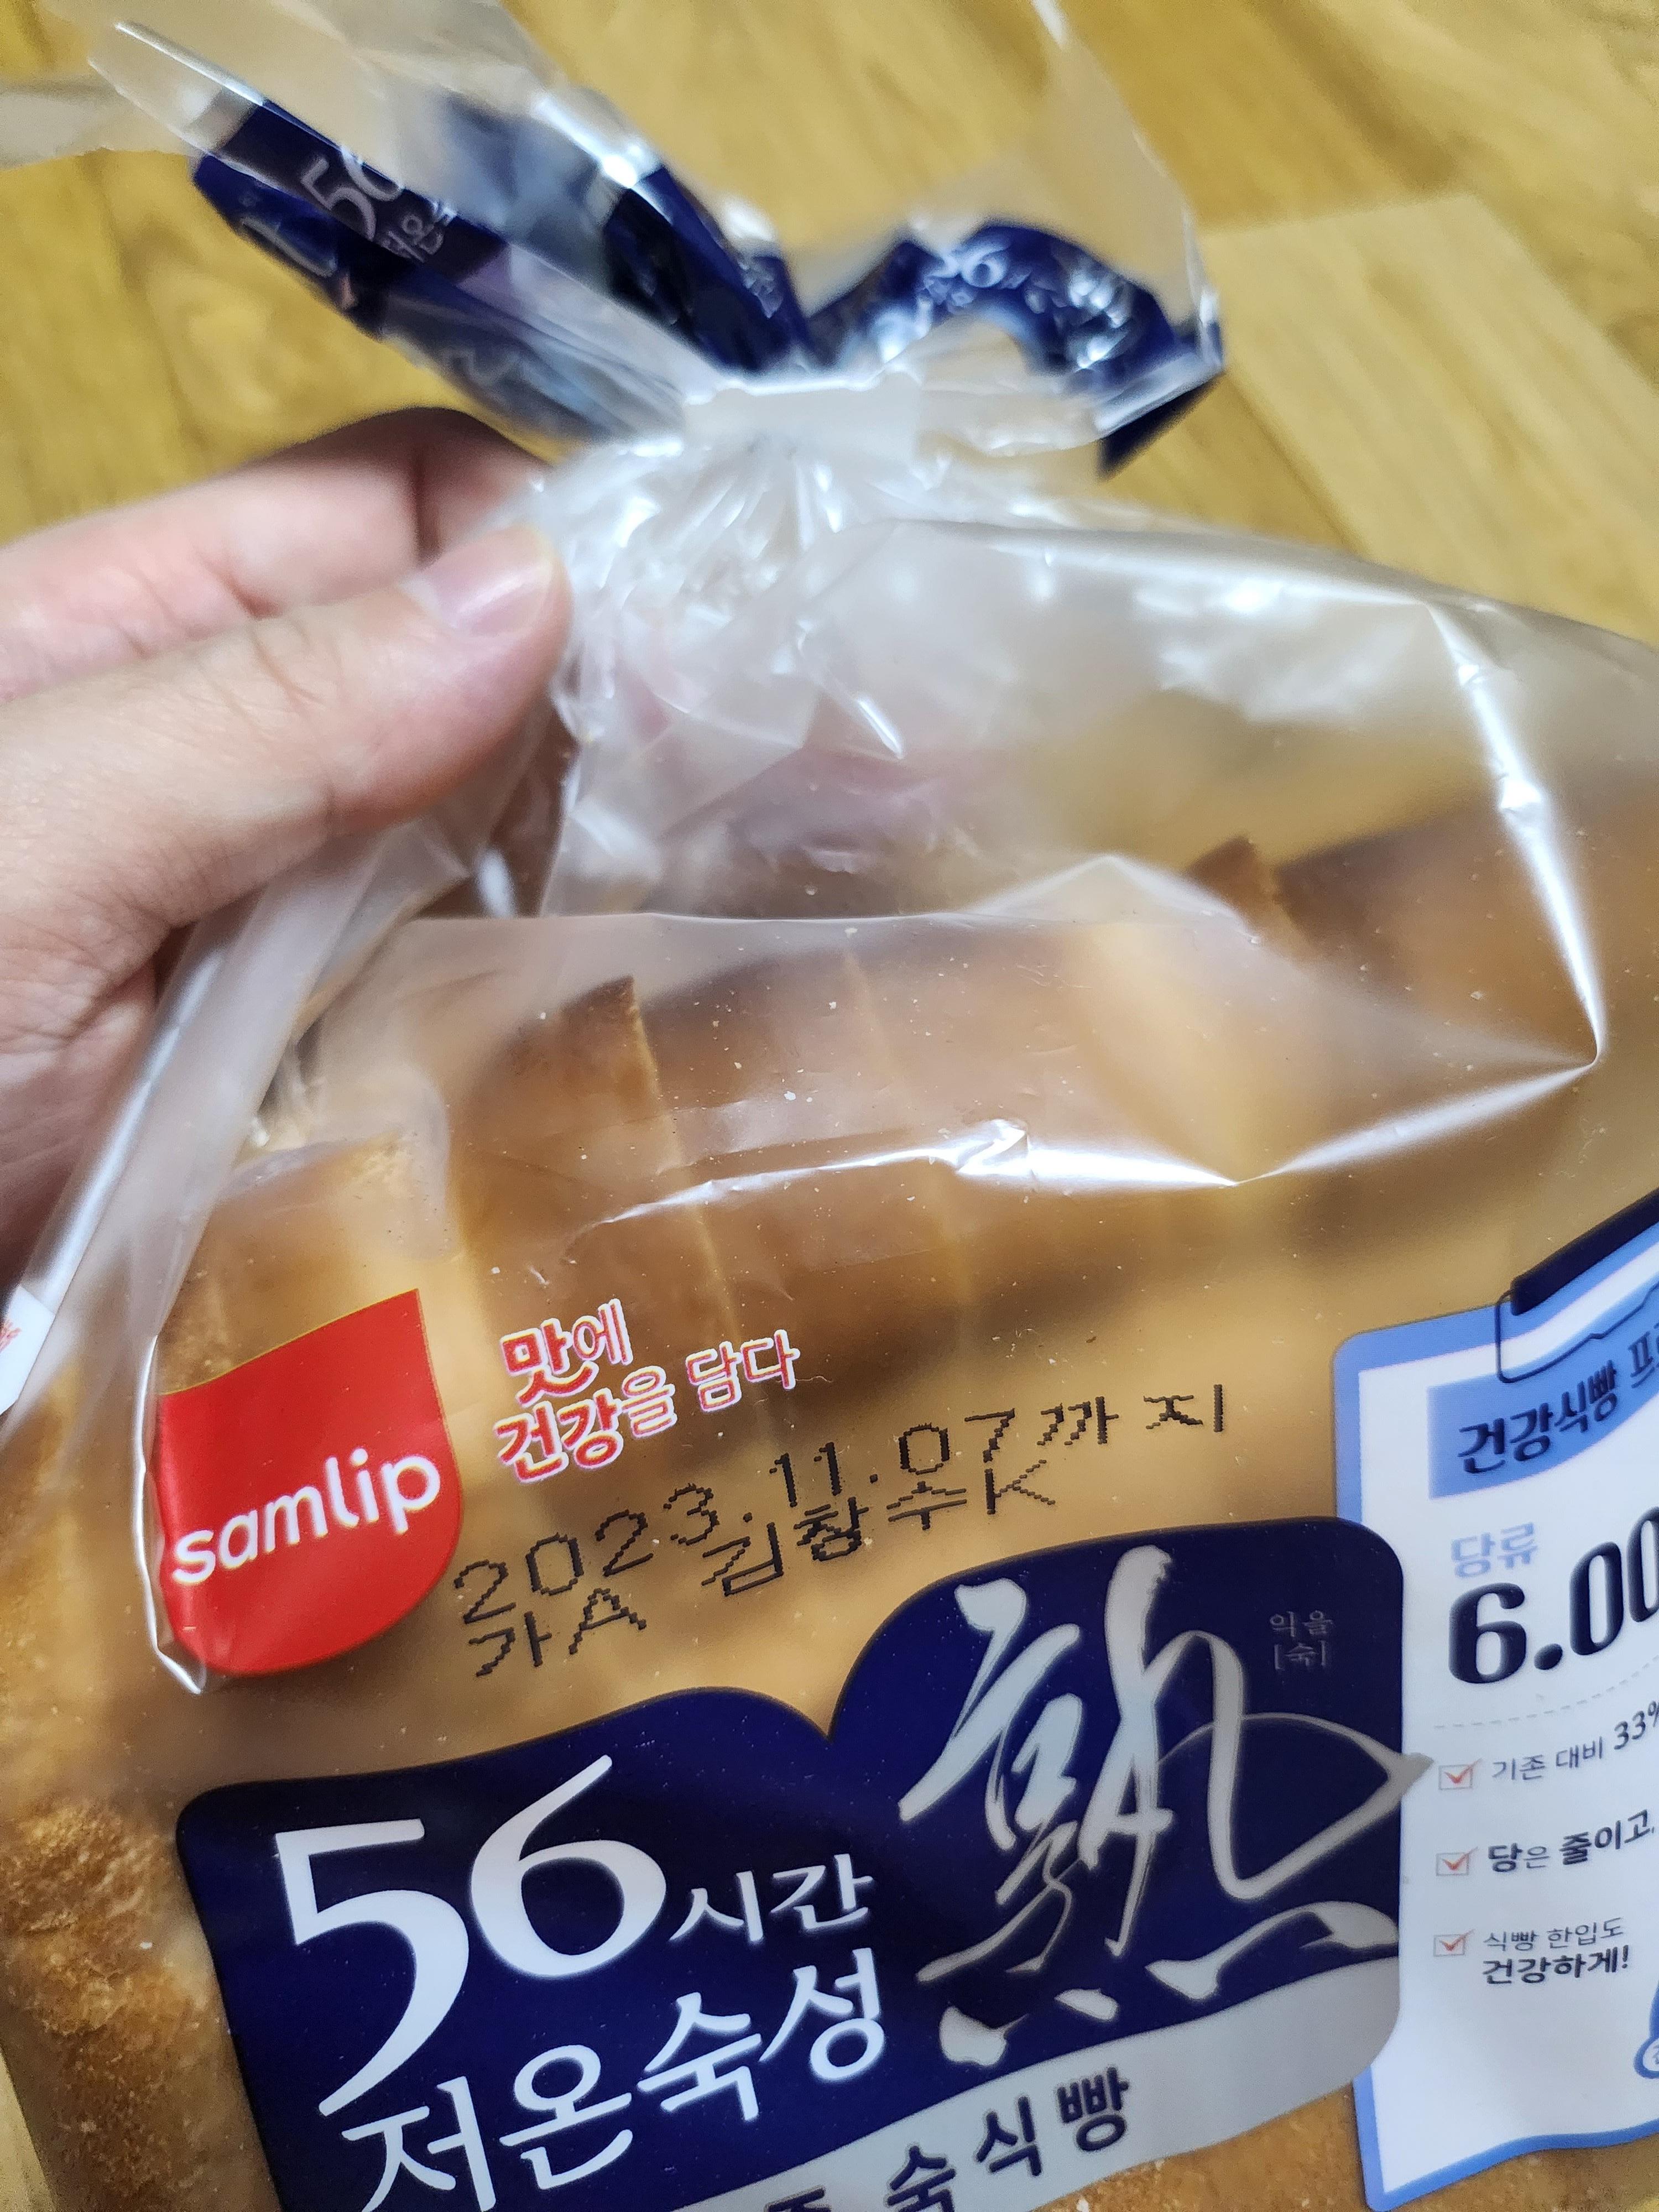 56
samlip
맛에
건강을 담다
2023.11.07까지
가A 김창수K
56시간
저온숙성
熟
익을
[숙]
숙식빵
건강식빵
당류
6.00
기존 대비 33%
당은 줄이고,
식빵 한입도
건강하게!